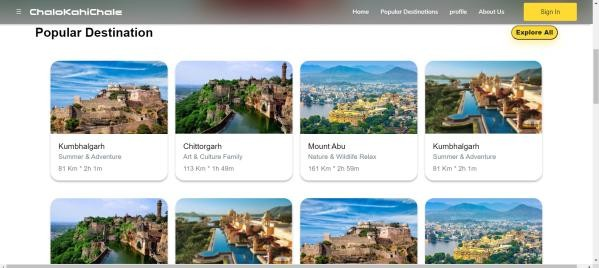 ☰ ChaloKahiChale Home Popular Destinations profile About Us Sign In
Popular Destination Explore All
Kumbhalgarh
Summer & Adventure
81 Km * 2h 1m
Chittorgarh
Art & Culture Family
113 Km * 1h 49m
Mount Abu
Nature & Wildlife Relax
161 Km * 2h 59m
Kumbhalgarh
Summer & Adventure
91 Km * 2h 1m